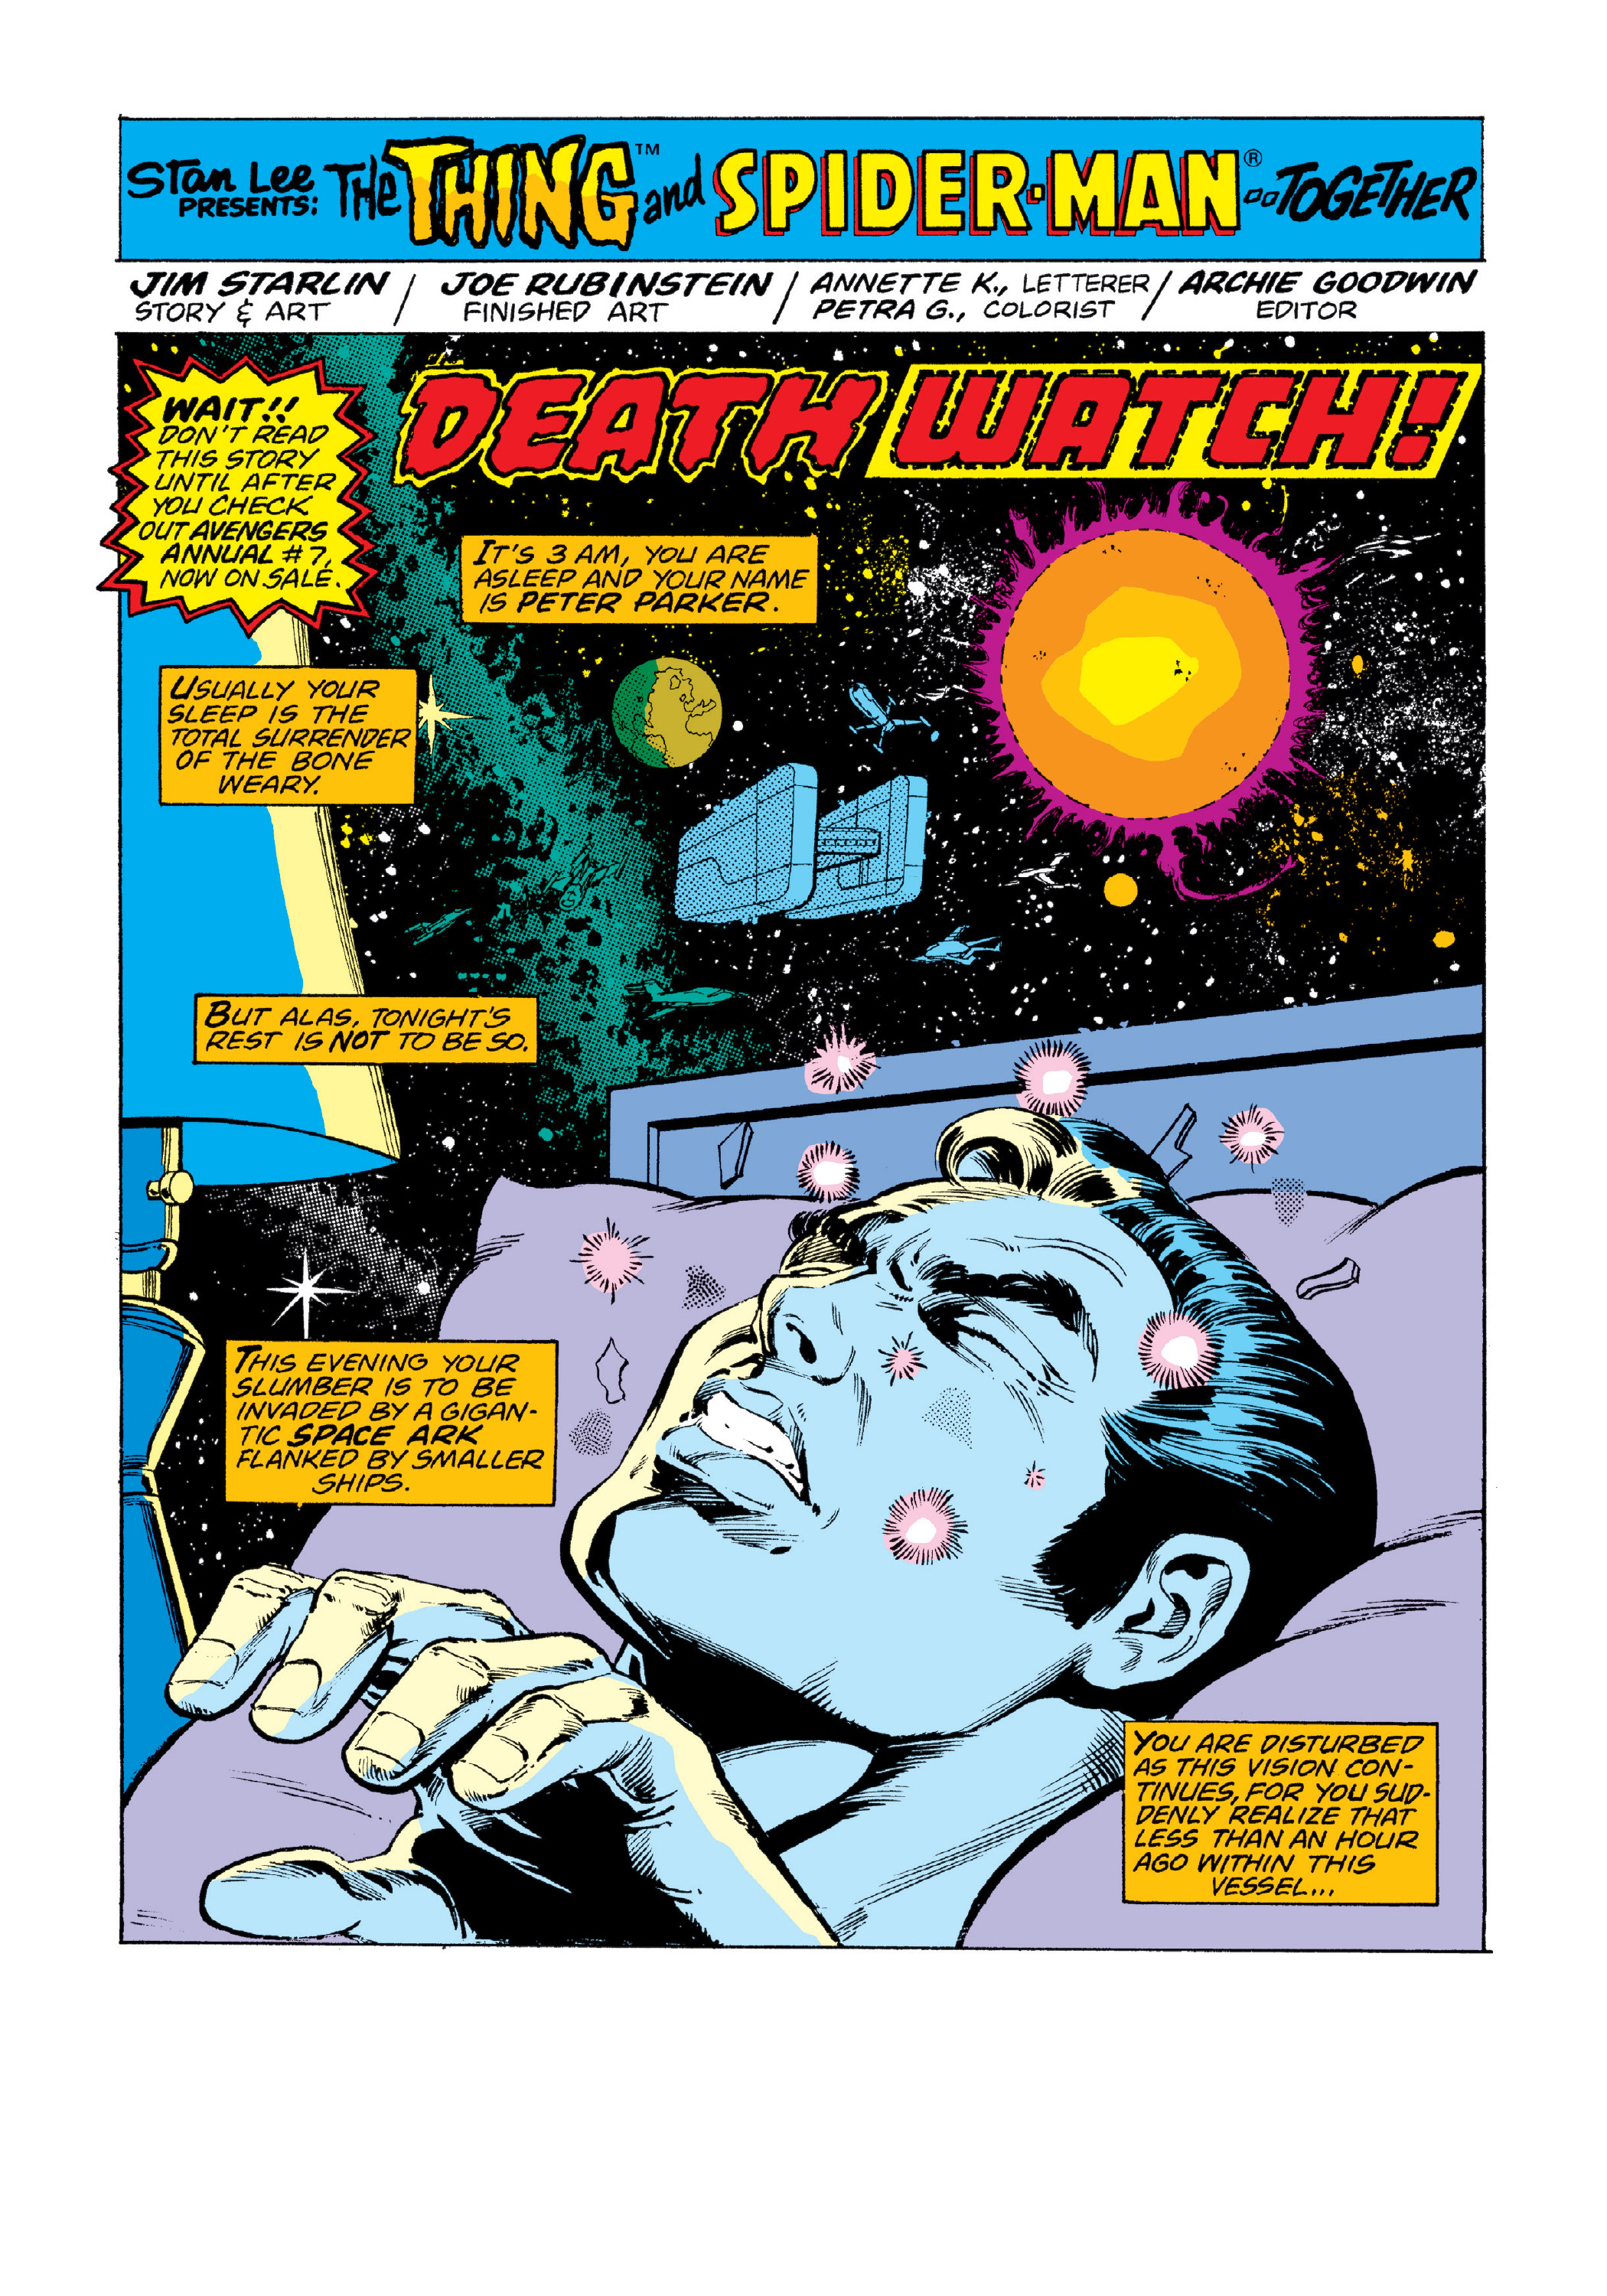 STAN LEE PRESENTS: THE THING™ and SPIDER-MAN® --TOGETHER
JIM STARLIN
STORY & ART
JOE RUBINSTEIN
FINISHED ART
ANNETTE K., LETTERER
PETRA G., COLORIST
ARCHIE GOODWIN
EDITOR
DEATH WATCH!
WAIT!!
DON'T READ
THIS STORY
UNTIL AFTER
YOU CHECK
OUT AVENGERS
ANNUAL #7,
NOW ON SALE.
IT'S 3 AM, YOU ARE
ASLEEP AND YOUR NAME
IS PETER PARKER.
USUALLY YOUR
SLEEP IS THE
TOTAL SURRENDER
OF THE BONE
WEARY.
BUT ALAS, TONIGHT'S
REST IS NOT TO BE SO.
THIS EVENING YOUR
SLUMBER IS TO BE
INVADED BY A GIGAN-
TIC SPACE ARK
FLANKED BY SMALLER
SHIPS.
YOU ARE DISTURBED
AS THIS VISION CON-
TINUES, FOR YOU SUD-
DENLY REALIZE THAT
LESS THAN AN HOUR
AGO WITHIN THIS
VESSEL...